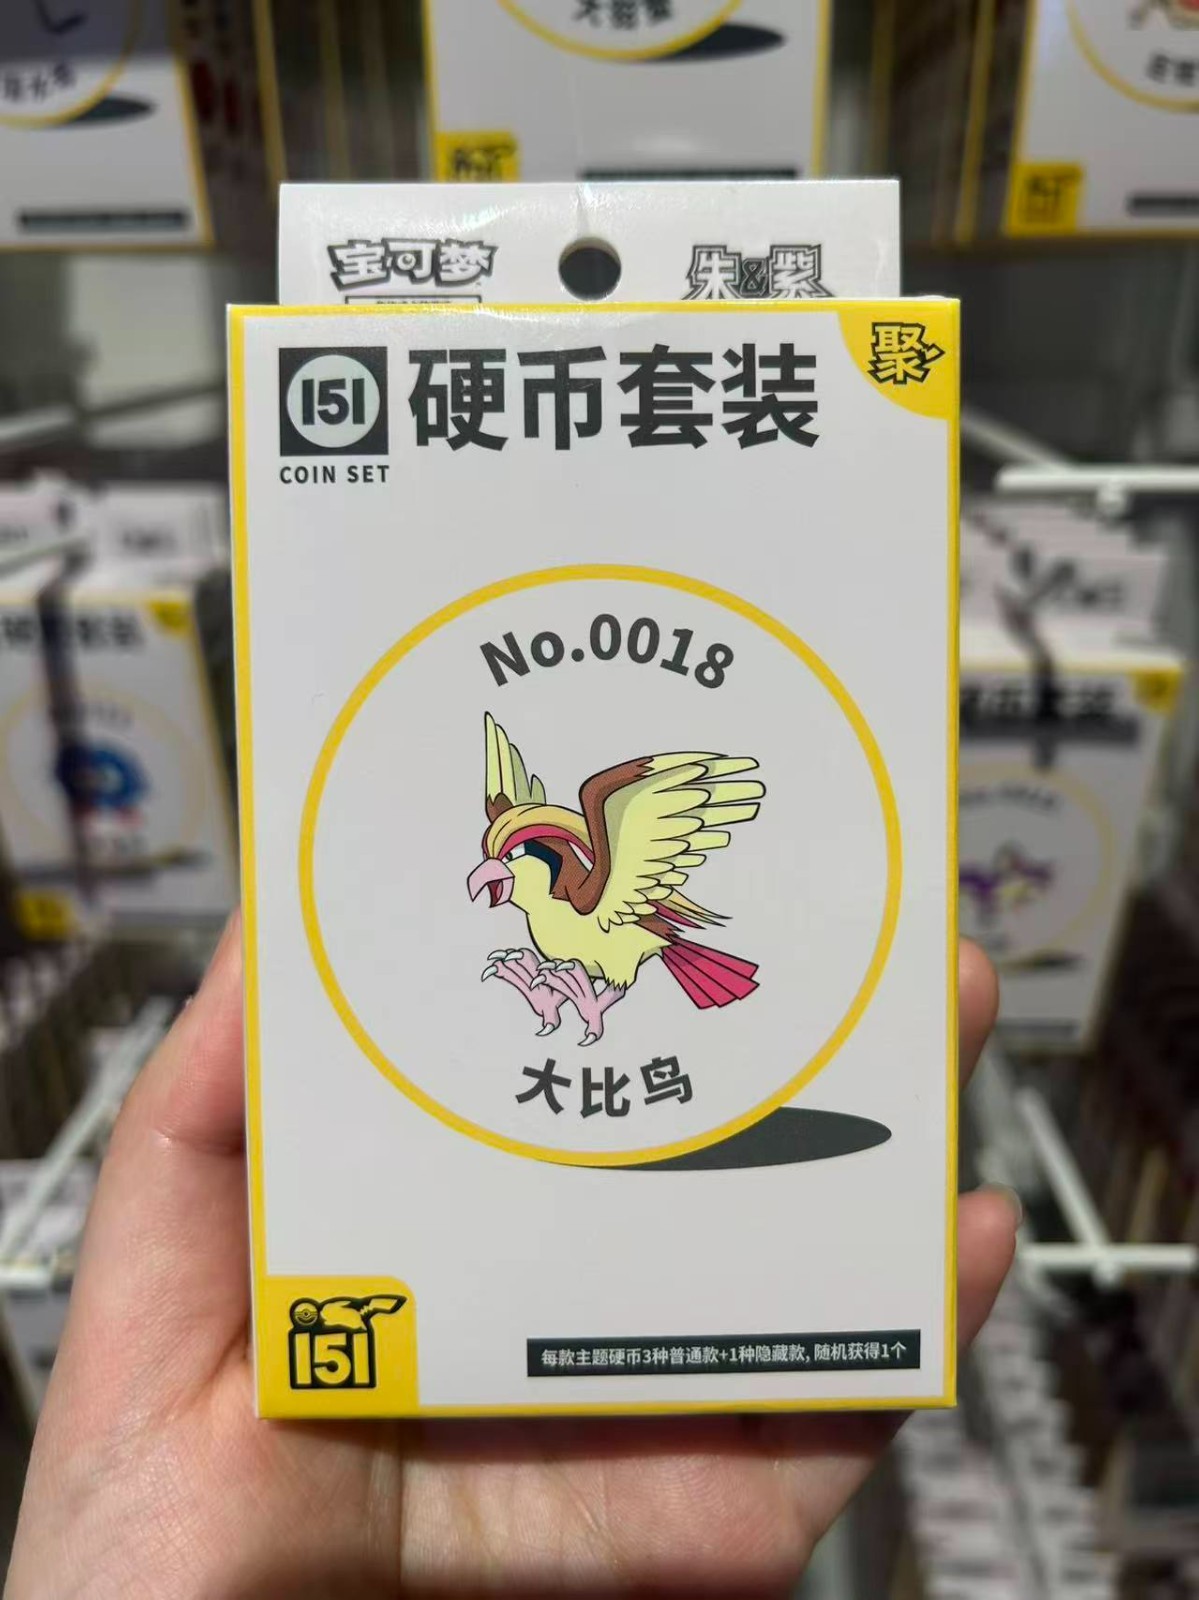 宝可梦
朱&紫
聚
151
硬币套装
COIN SET
No.0018
大比鸟
151
每款主题硬币3种普通款+1种隐藏款, 随机获得1个